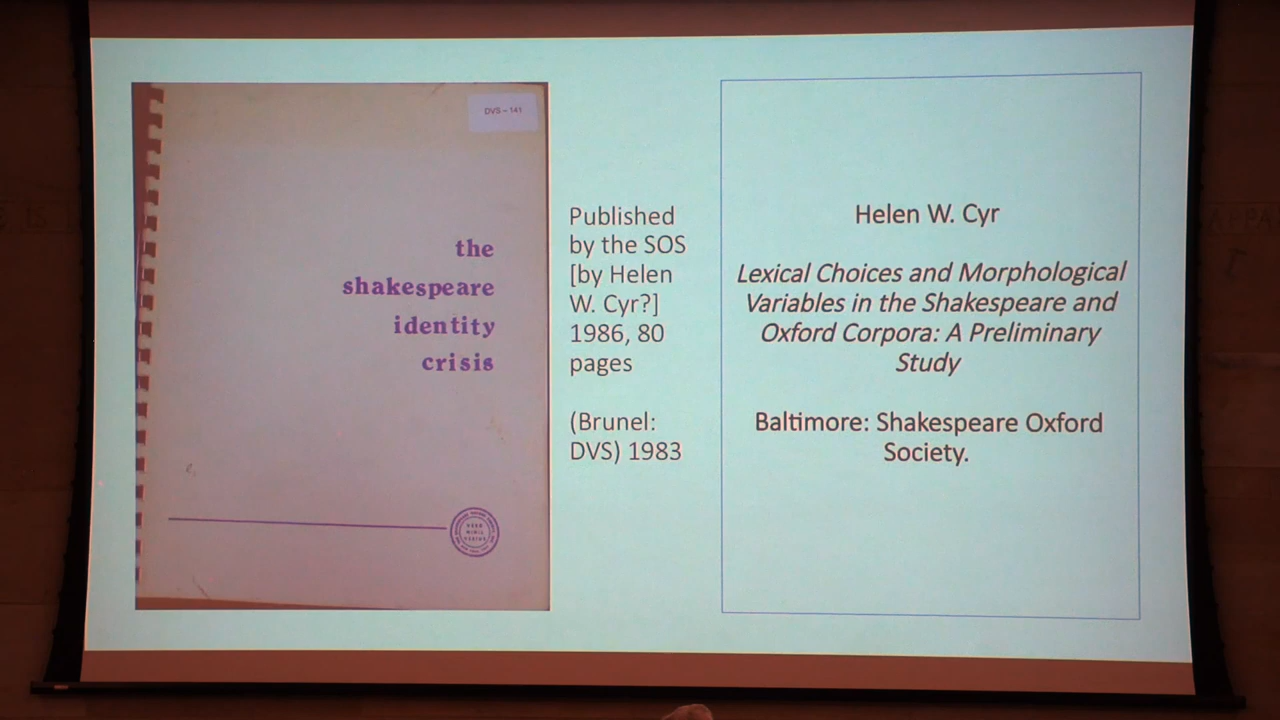 DVS – 141
the
shakespeare
identity
crisis
Published
by the SOS
[by Helen
W. Cyr?]
1986, 80
pages
(Brunel:
DVS) 1983
Helen W. Cyr
Lexical Choices and Morphological
Variables in the Shakespeare and
Oxford Corpora: A Preliminary
Study
Baltimore: Shakespeare Oxford
Society.